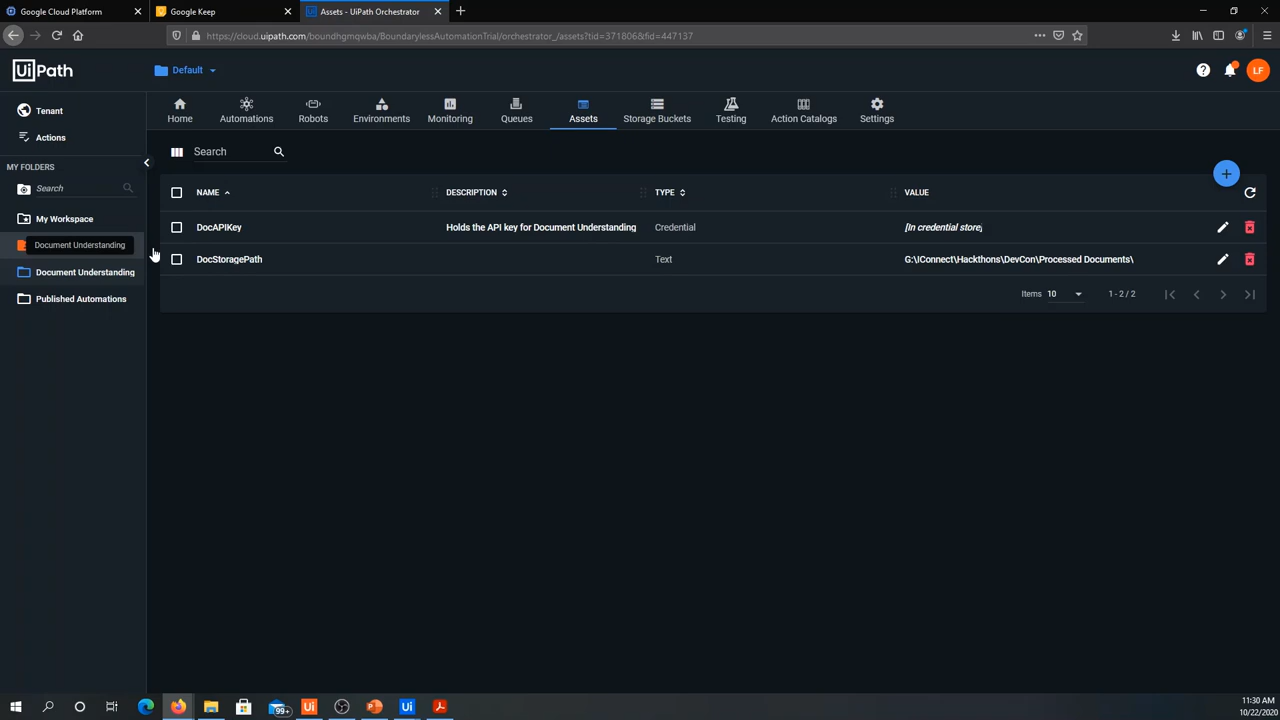 Google Cloud Platform
Google Keep
Assets - UiPath Orchestrator
https://cloud.uipath.com/boundhgmqwba/BoundarylessAutomationTrial/orchestrator_/assets?tid=371806&fid=447137
UiPath
Default
LF
Tenant
Actions
MY FOLDERS
Search
My Workspace
Document Understanding
Document Understanding
Published Automations
Home
Automations
Robots
Environments
Monitoring
Queues
Assets
Storage Buckets
Testing
Action Catalogs
Settings
Search
NAME DESCRIPTION TYPE VALUE
DocAPIKey Holds the API key for Document Understanding Credential [In credential store]
DocStoragePath Text G:\IConnect\Hackthons\DevCon\Processed Documents\
Items 10 1 - 2 / 2
99+
Ui
Ui
11:30 AM
10/22/2020